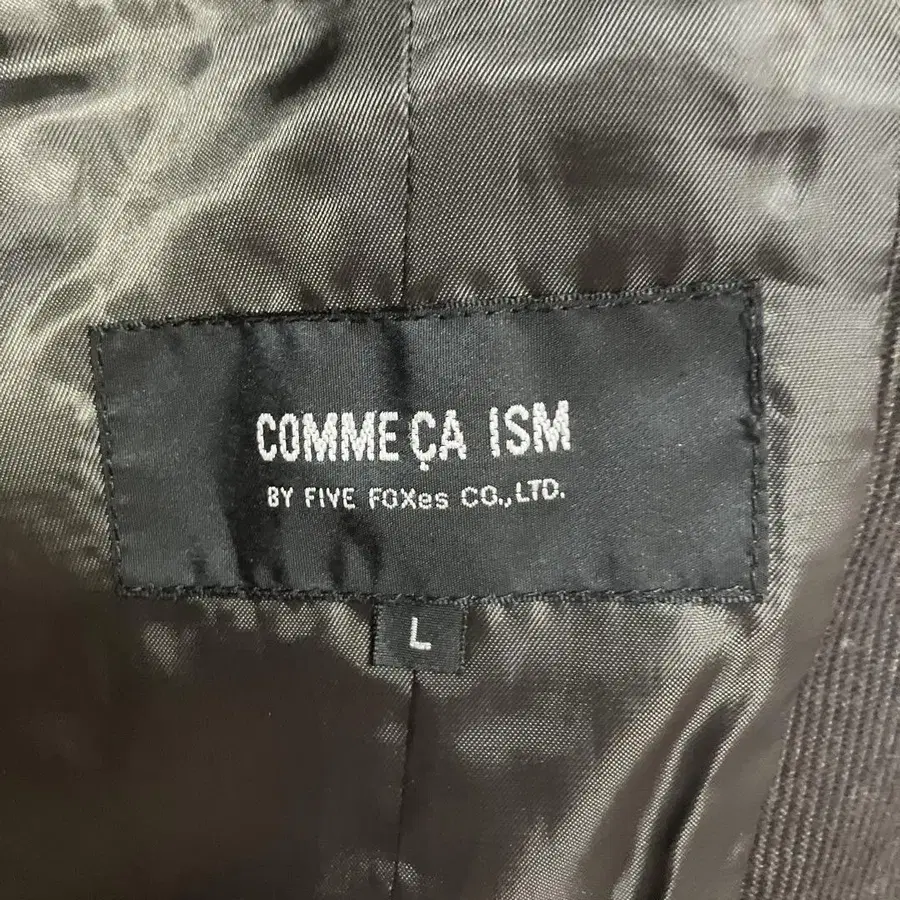 COMME ÇA ISM
BY FIVE FOXes CO.,LTD.
L